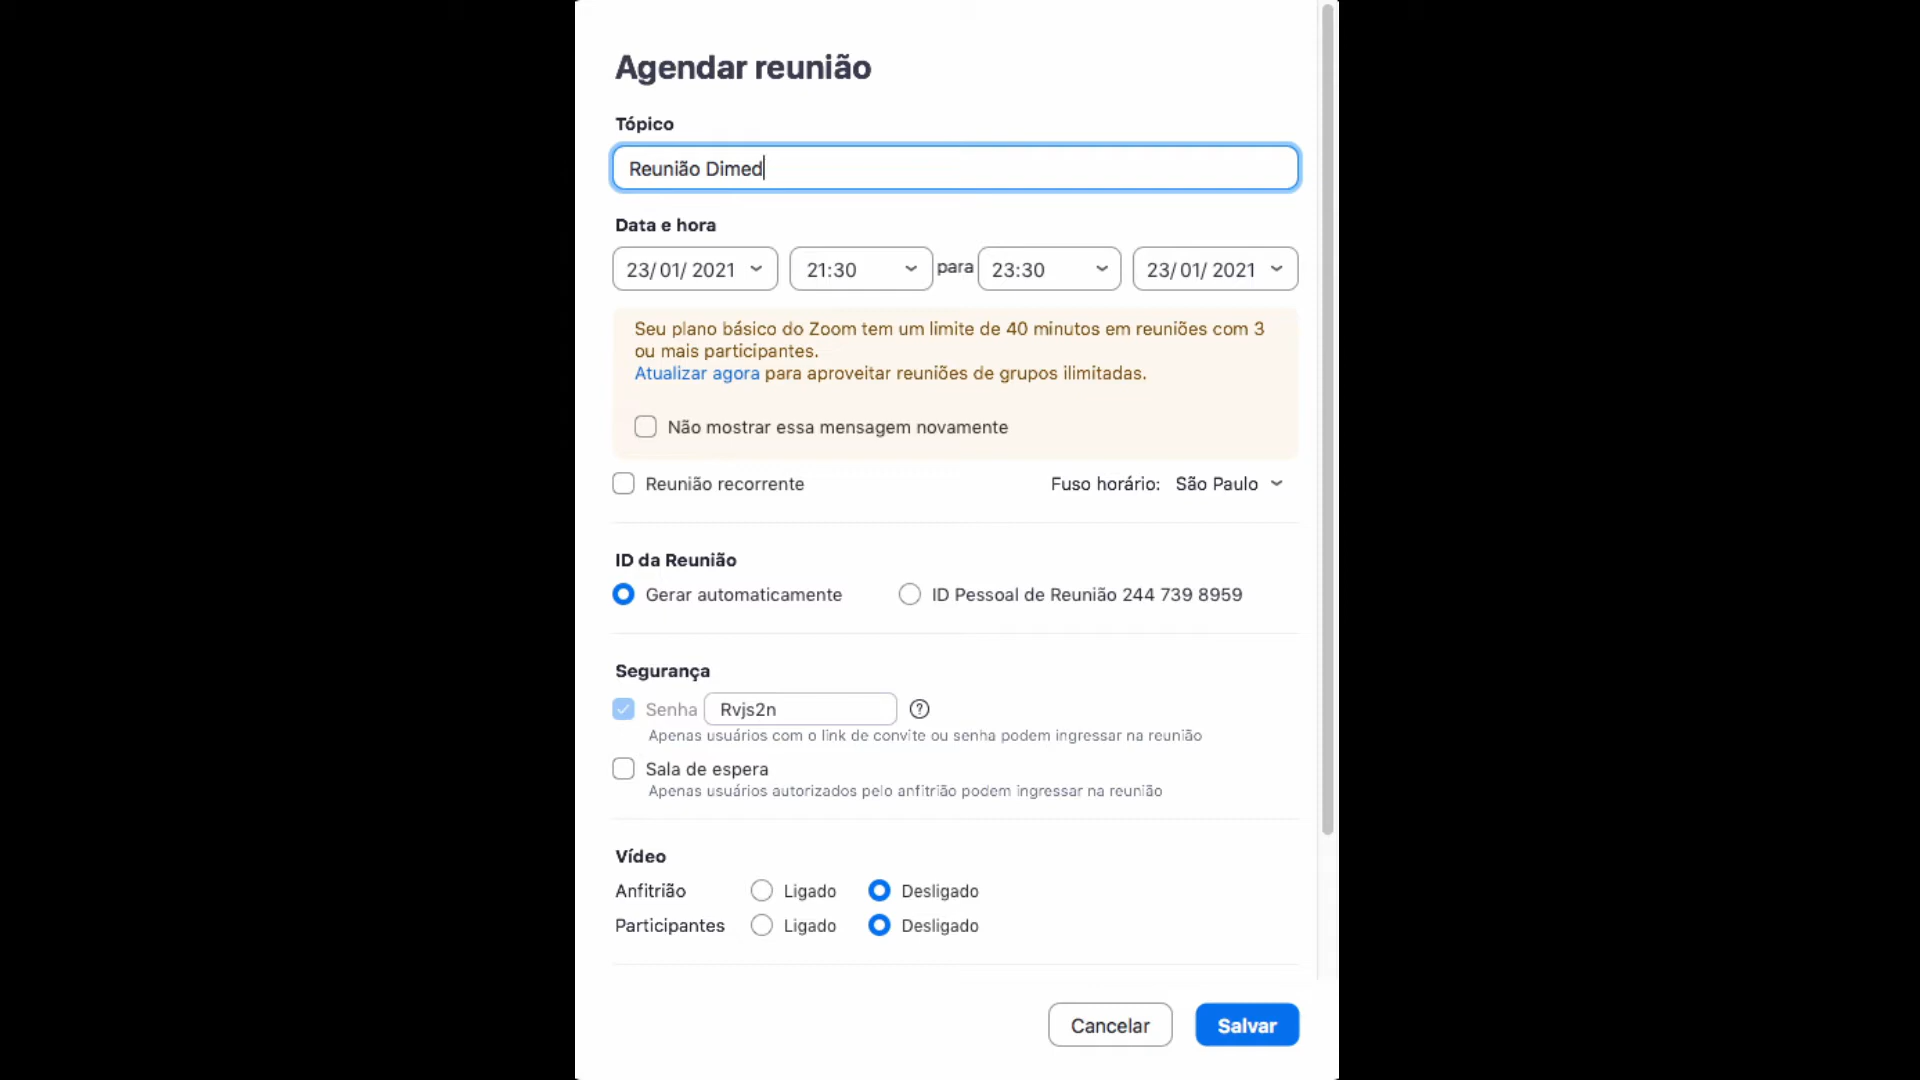 Agendar reunião
Tópico
Reunião Dimed
Data e hora
23/01/2021 21:30 para 23:30 23/01/2021
Seu plano básico do Zoom tem um limite de 40 minutos em reuniões com 3
ou mais participantes.
Atualizar agora para aproveitar reuniões de grupos ilimitadas.
Não mostrar essa mensagem novamente
Reunião recorrente Fuso horário: São Paulo
ID da Reunião
Gerar automaticamente ID Pessoal de Reunião 244 739 8959
Segurança
Senha Rvjs2n ?
Apenas usuários com o link de convite ou senha podem ingressar na reunião
Sala de espera
Apenas usuários autorizados pelo anfitrião podem ingressar na reunião
Vídeo
Anfitrião Ligado Desligado
Participantes Ligado Desligado
Cancelar Salvar